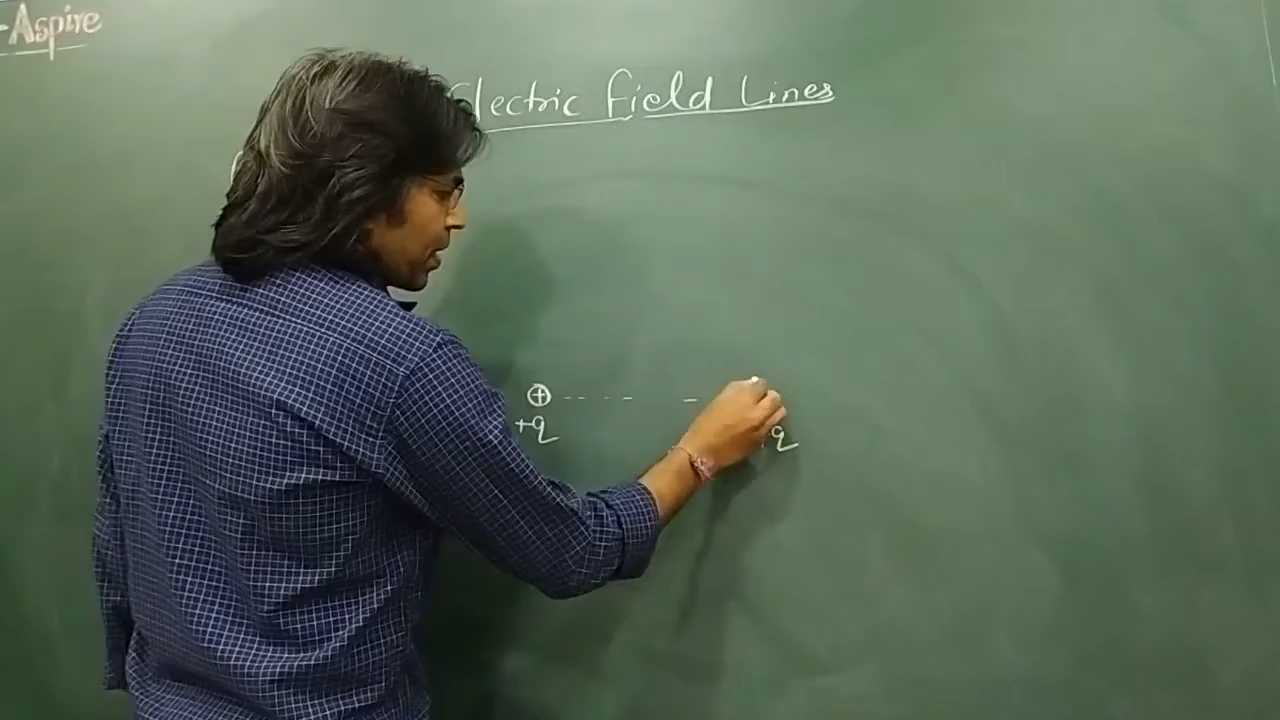 -Aspire
Electric Field Lines
⊕ - - - - -
+q
q